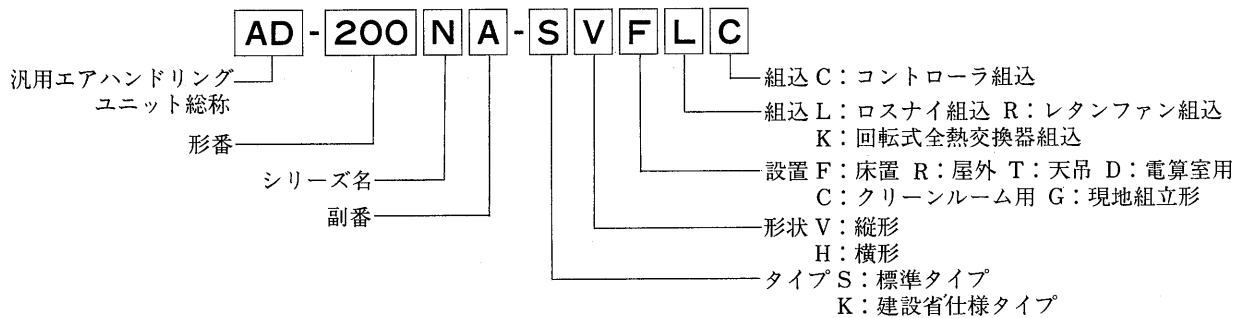 AD-200NA-SVFLC
汎用エアハンドリング
ユニット総称
形番
シリーズ名
副番
組込 C：コントローラ組込
組込 L：ロスナイ組込 R：レタンファン組込
K：回転式全熱交換器組込
設置 F：床置 R：屋外 T：天吊 D：電算室用
C：クリーンルーム用 G：現地組立形
形状 V：縦形
H：横形
タイプ S：標準タイプ
K：建設省仕様タイプ